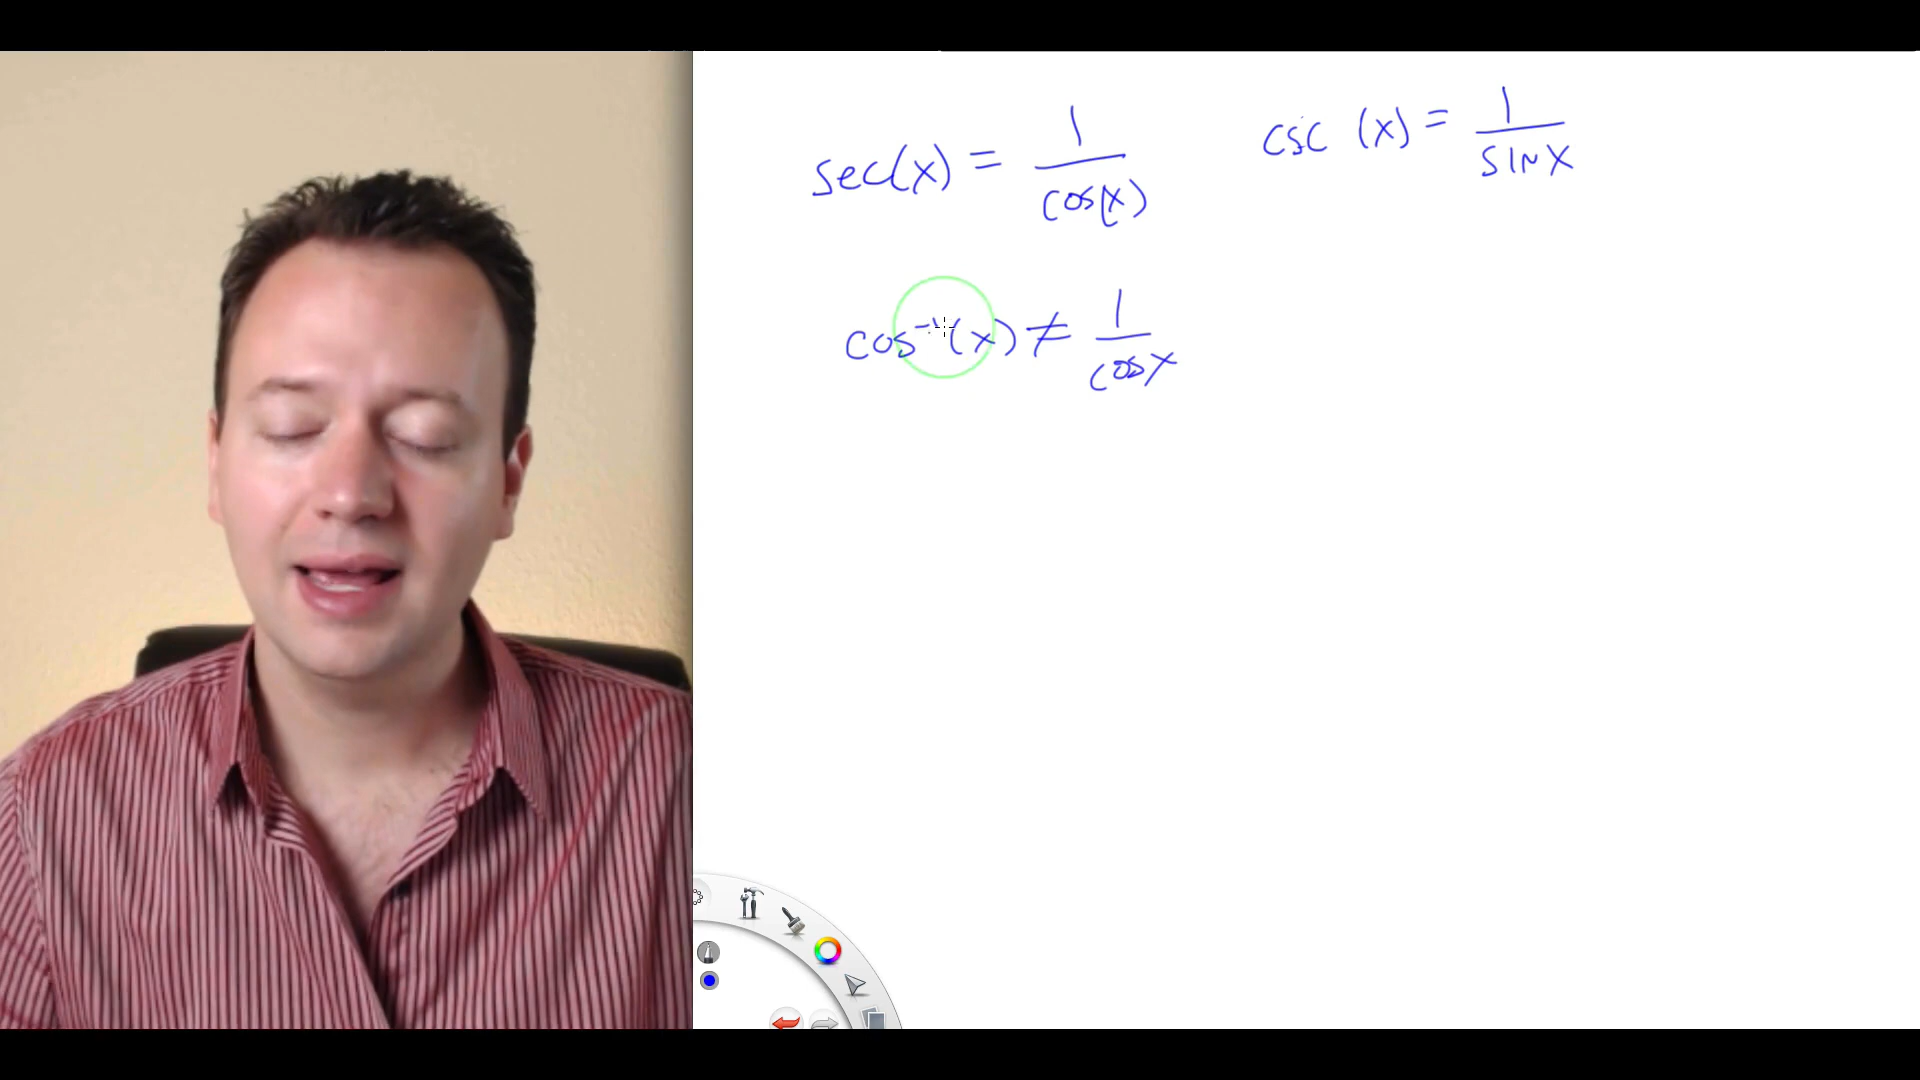 sec(x) = 1/cos(x)
csc (x) = 1/sinx
cos⁻¹(x) ≠ 1/cosx